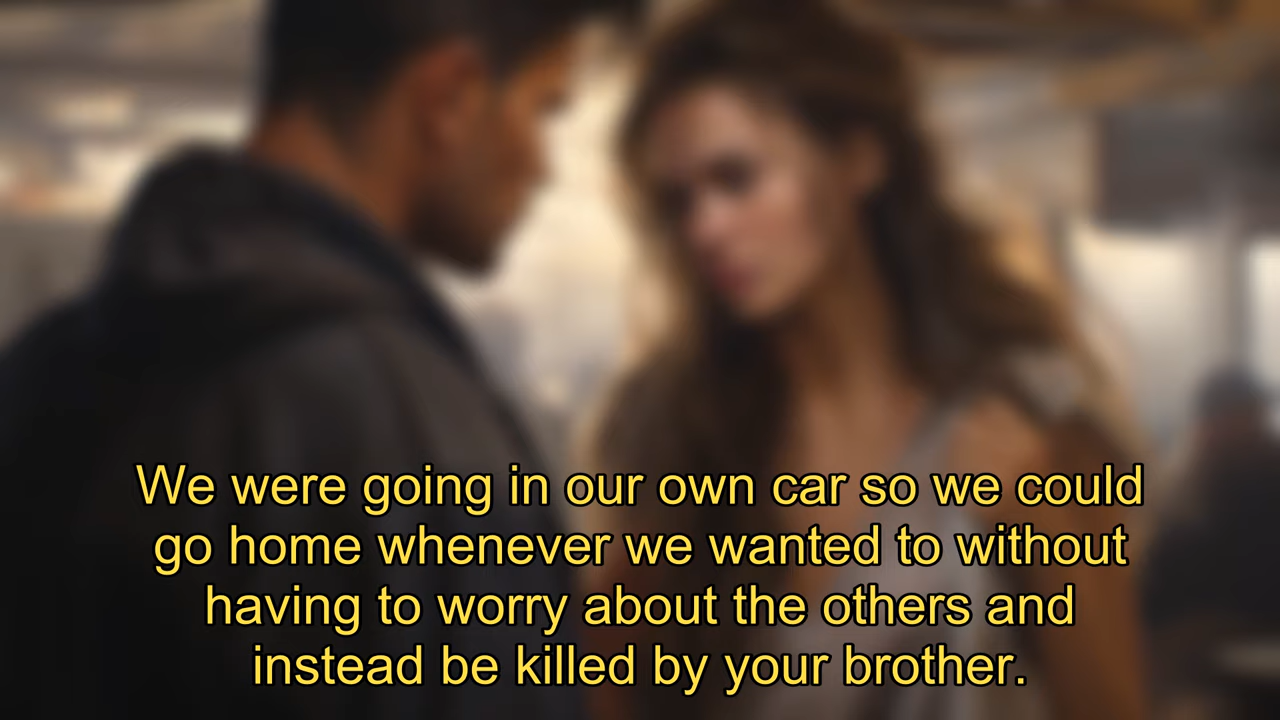 We were going in our own car so we could
go home whenever we wanted to without
having to worry about the others and
instead be killed by your brother.